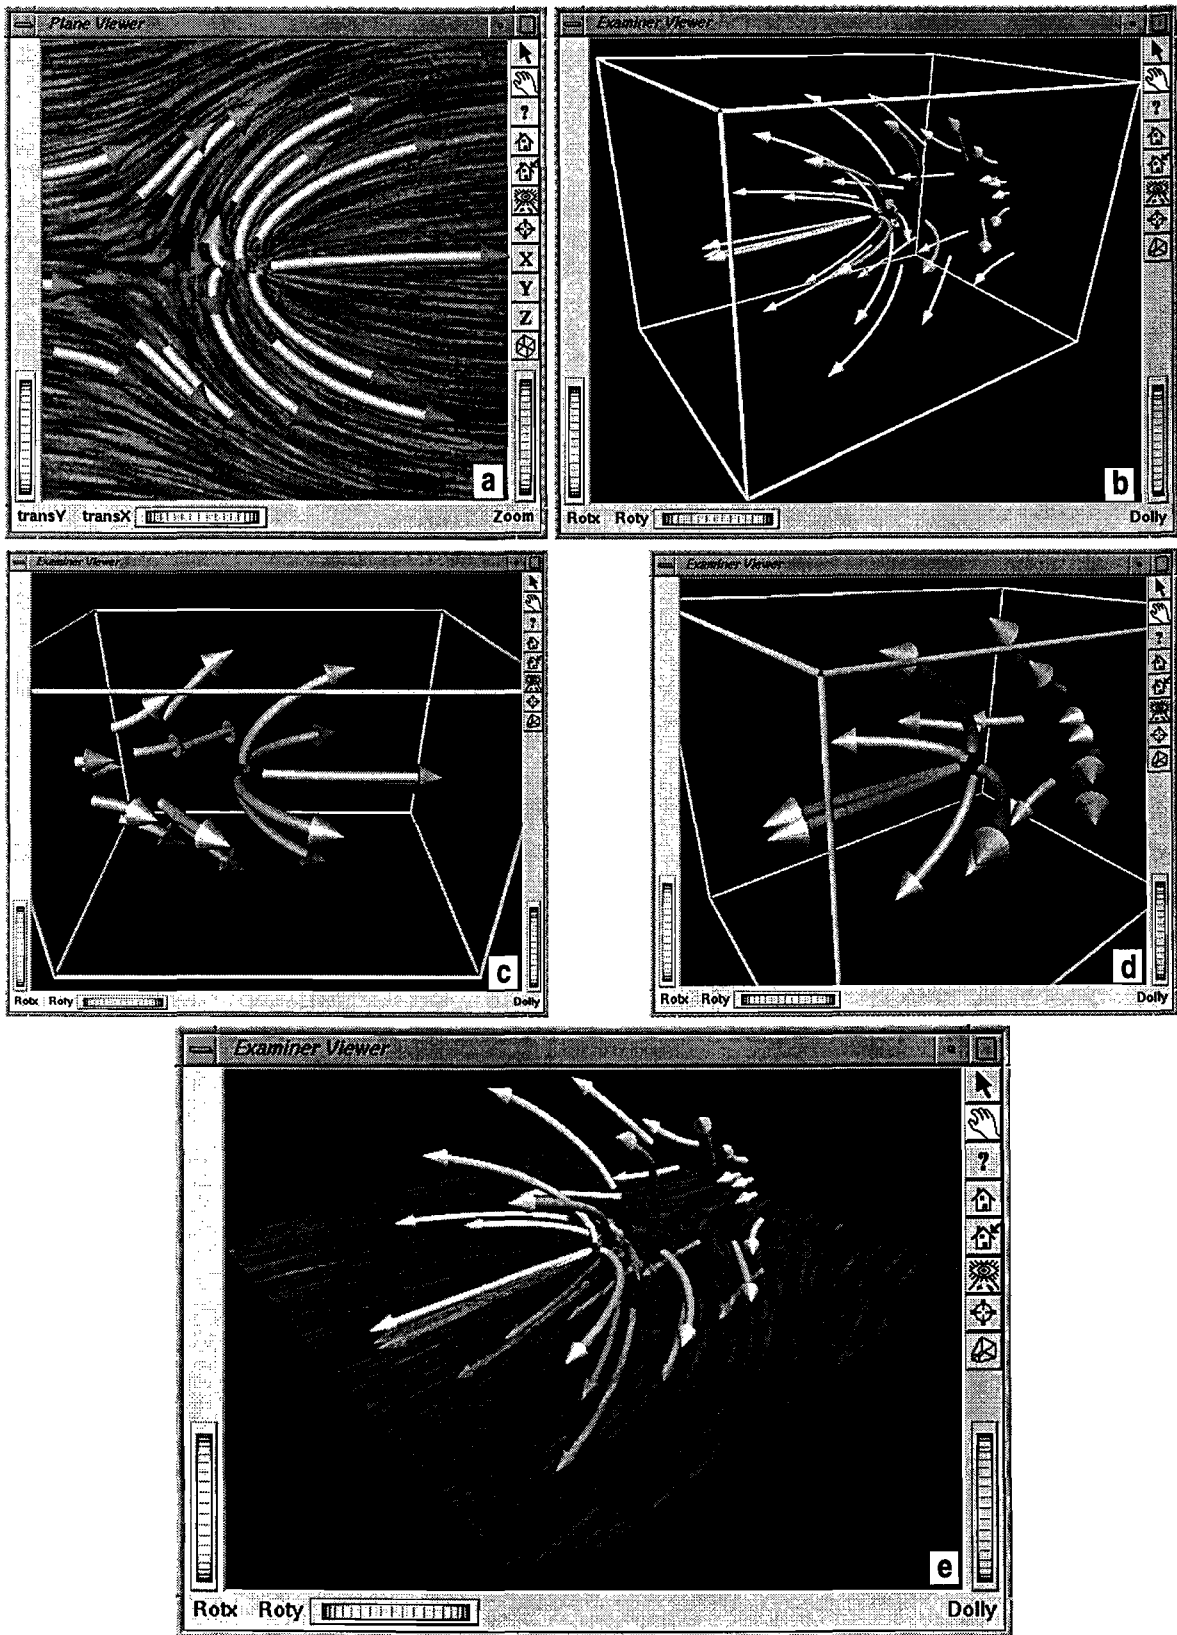 Plane Viewer
?
X
Y
Z
a
transY transX Zoom
Examiner Viewer
?
b
Rotx Roty Dolly
Examiner Viewer
?
c
Rotx Roty Dolly
Examiner Viewer
?
d
Rotx Roty Dolly
Examiner Viewer
?
e
Rotx Roty Dolly